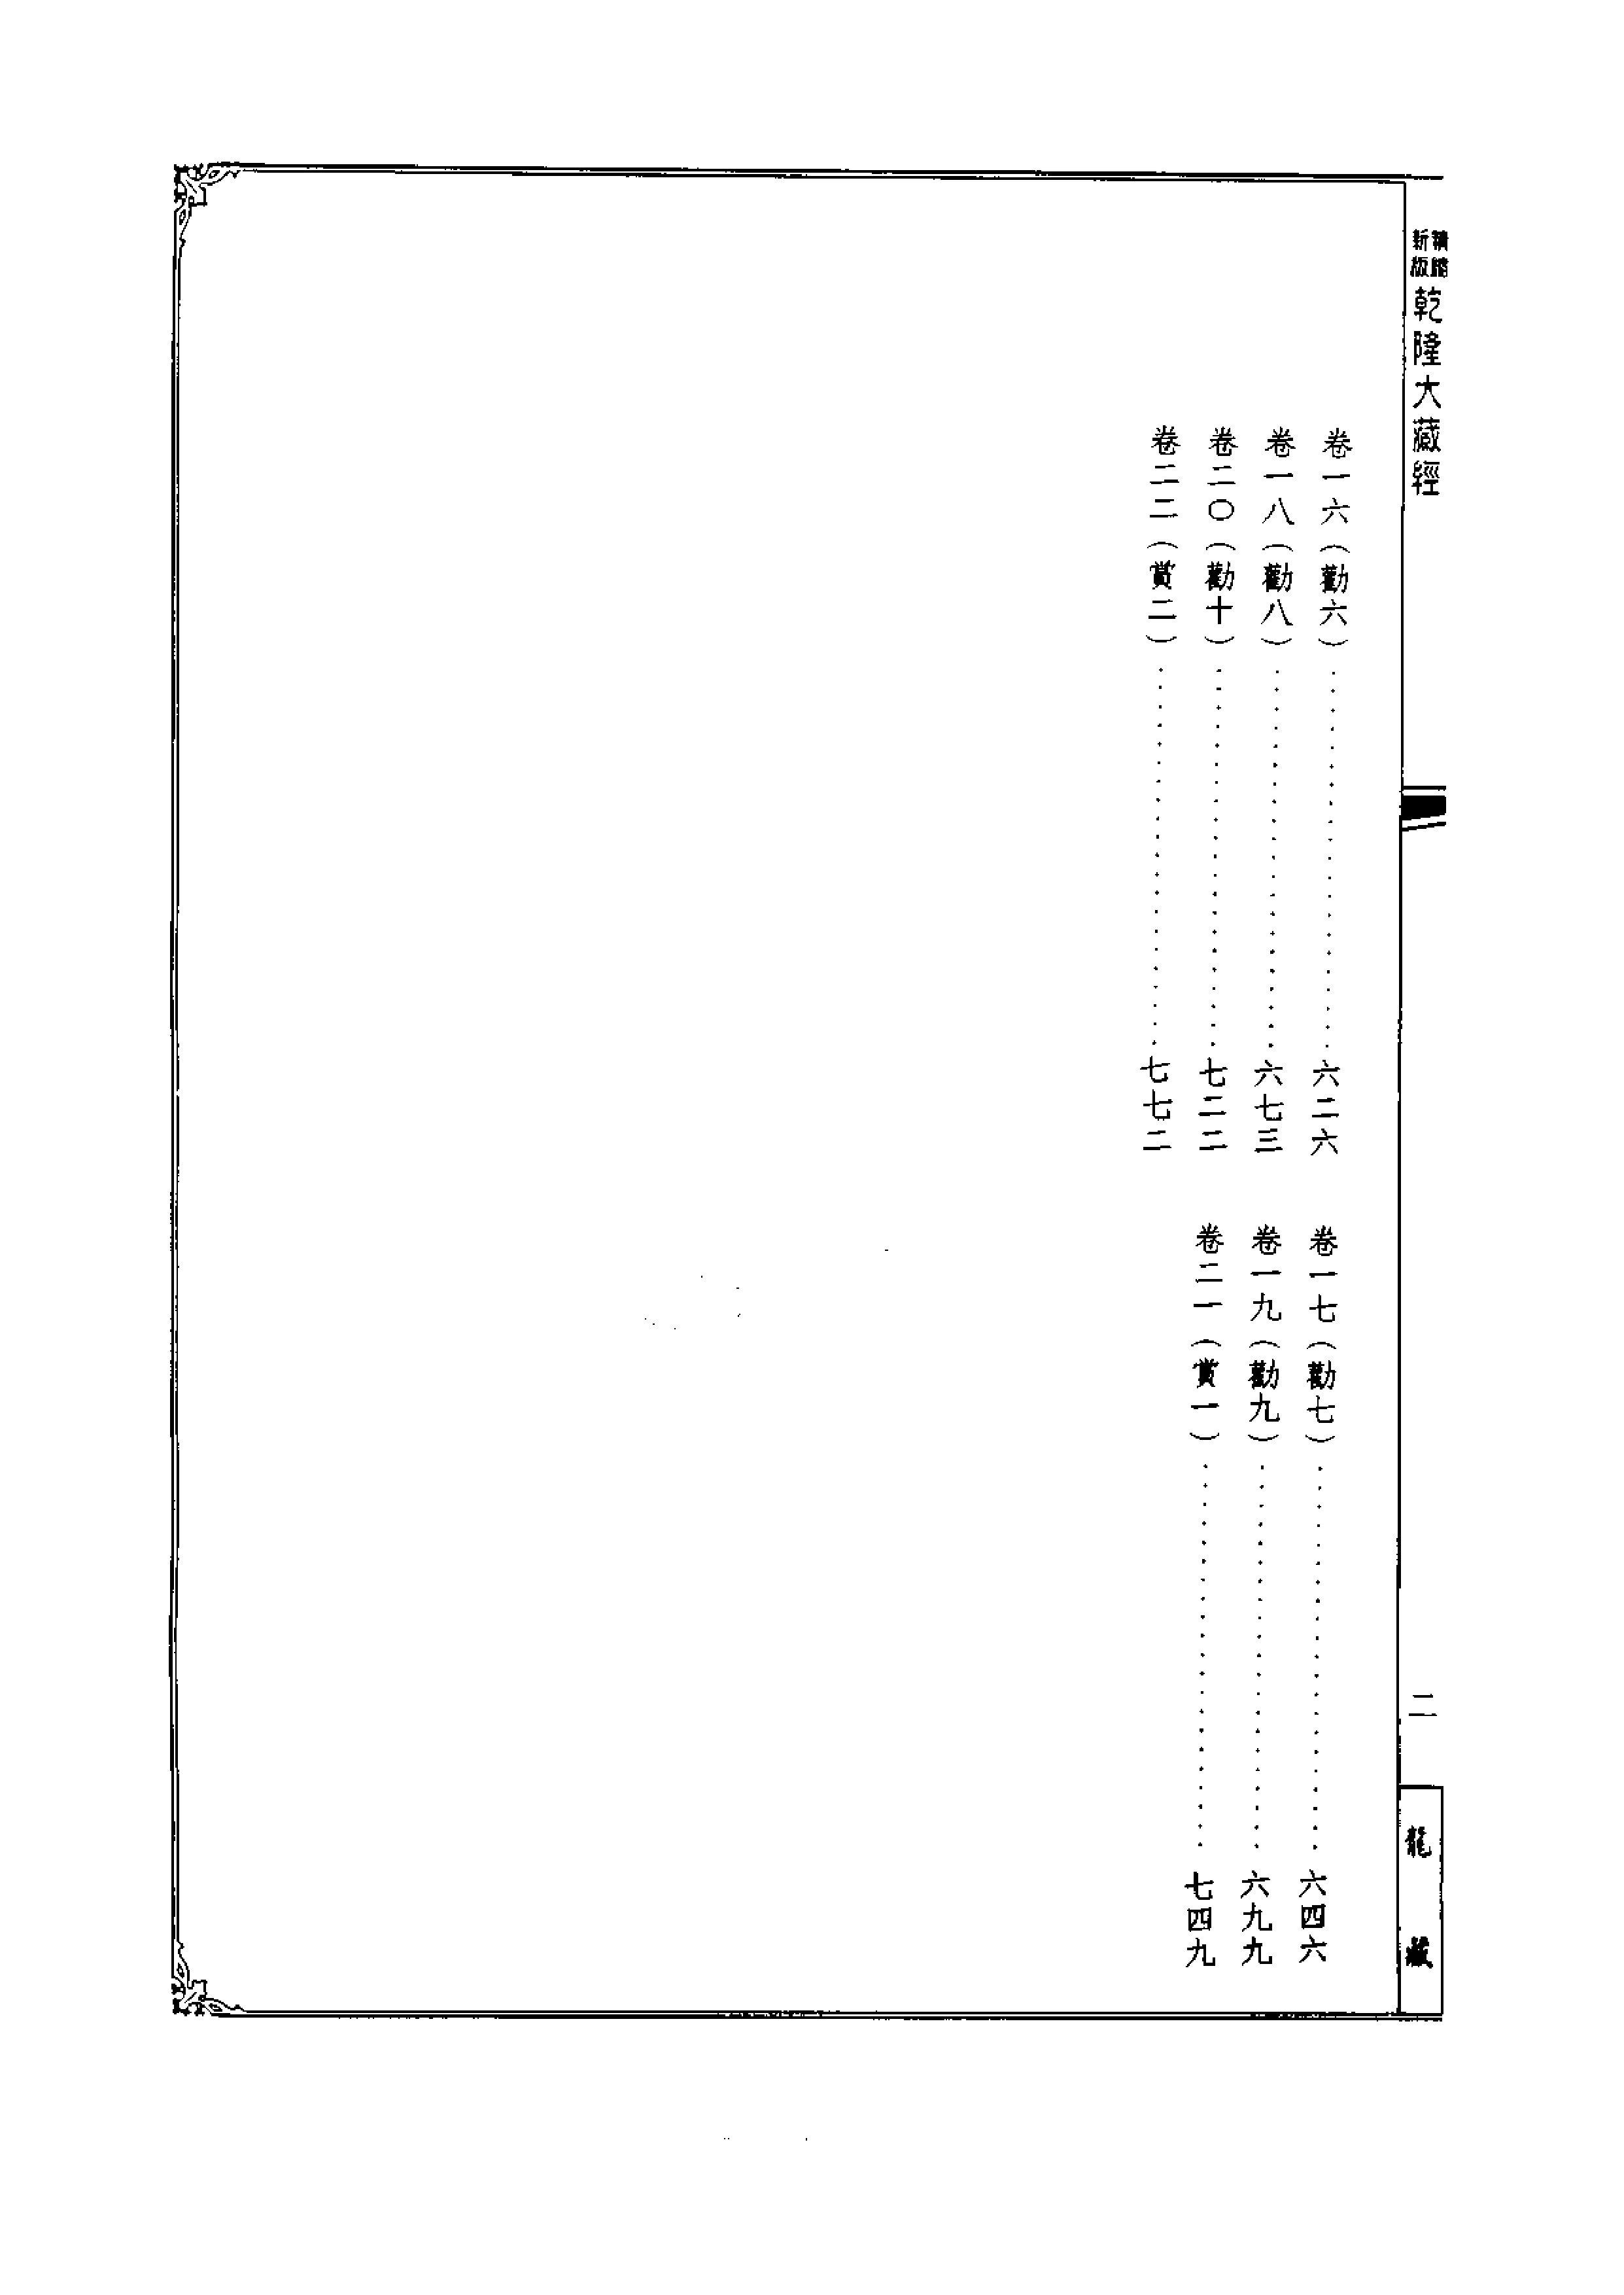 精縮
新版
乾隆大藏經
卷一六（勸六）⋯⋯⋯⋯⋯⋯⋯六二六
卷一七（勸七）⋯⋯⋯⋯⋯⋯⋯六四六
卷一八（勸八）⋯⋯⋯⋯⋯⋯⋯六七三
卷一九（勸九）⋯⋯⋯⋯⋯⋯⋯六九九
卷二〇（勸十）⋯⋯⋯⋯⋯⋯⋯七二二
卷二一（賞一）⋯⋯⋯⋯⋯⋯⋯七四九
卷二二（賞二）⋯⋯⋯⋯⋯⋯⋯七七二
二
龍藏